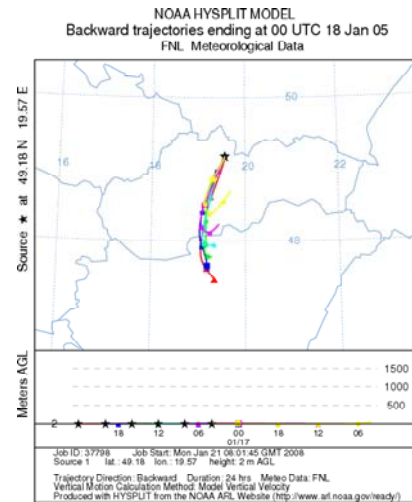 NOAA HYSPLIT MODEL
Backward trajectories ending at 00 UTC 18 Jan 05
FNL Meteorological Data
Source ★ at 49.18 N 19.57 E
50
16
18
20
22
48
Meters AGL
1500
1000
500
2
18 12 06 00 18 12 06
01/17
Job ID: 37798 Job Start: Mon Jan 21 08:01:45 GMT 2008
Source 1 lat.: 49.18 lon.: 19.57 height: 2 m AGL
Trajectory Direction: Backward Duration: 24 hrs Meteo Data: FNL
Vertical Motion Calculation Method: Model Vertical Velocity
Produced with HYSPLIT from the NOAA ARL Website (http://www.arl.noaa.gov/ready/)